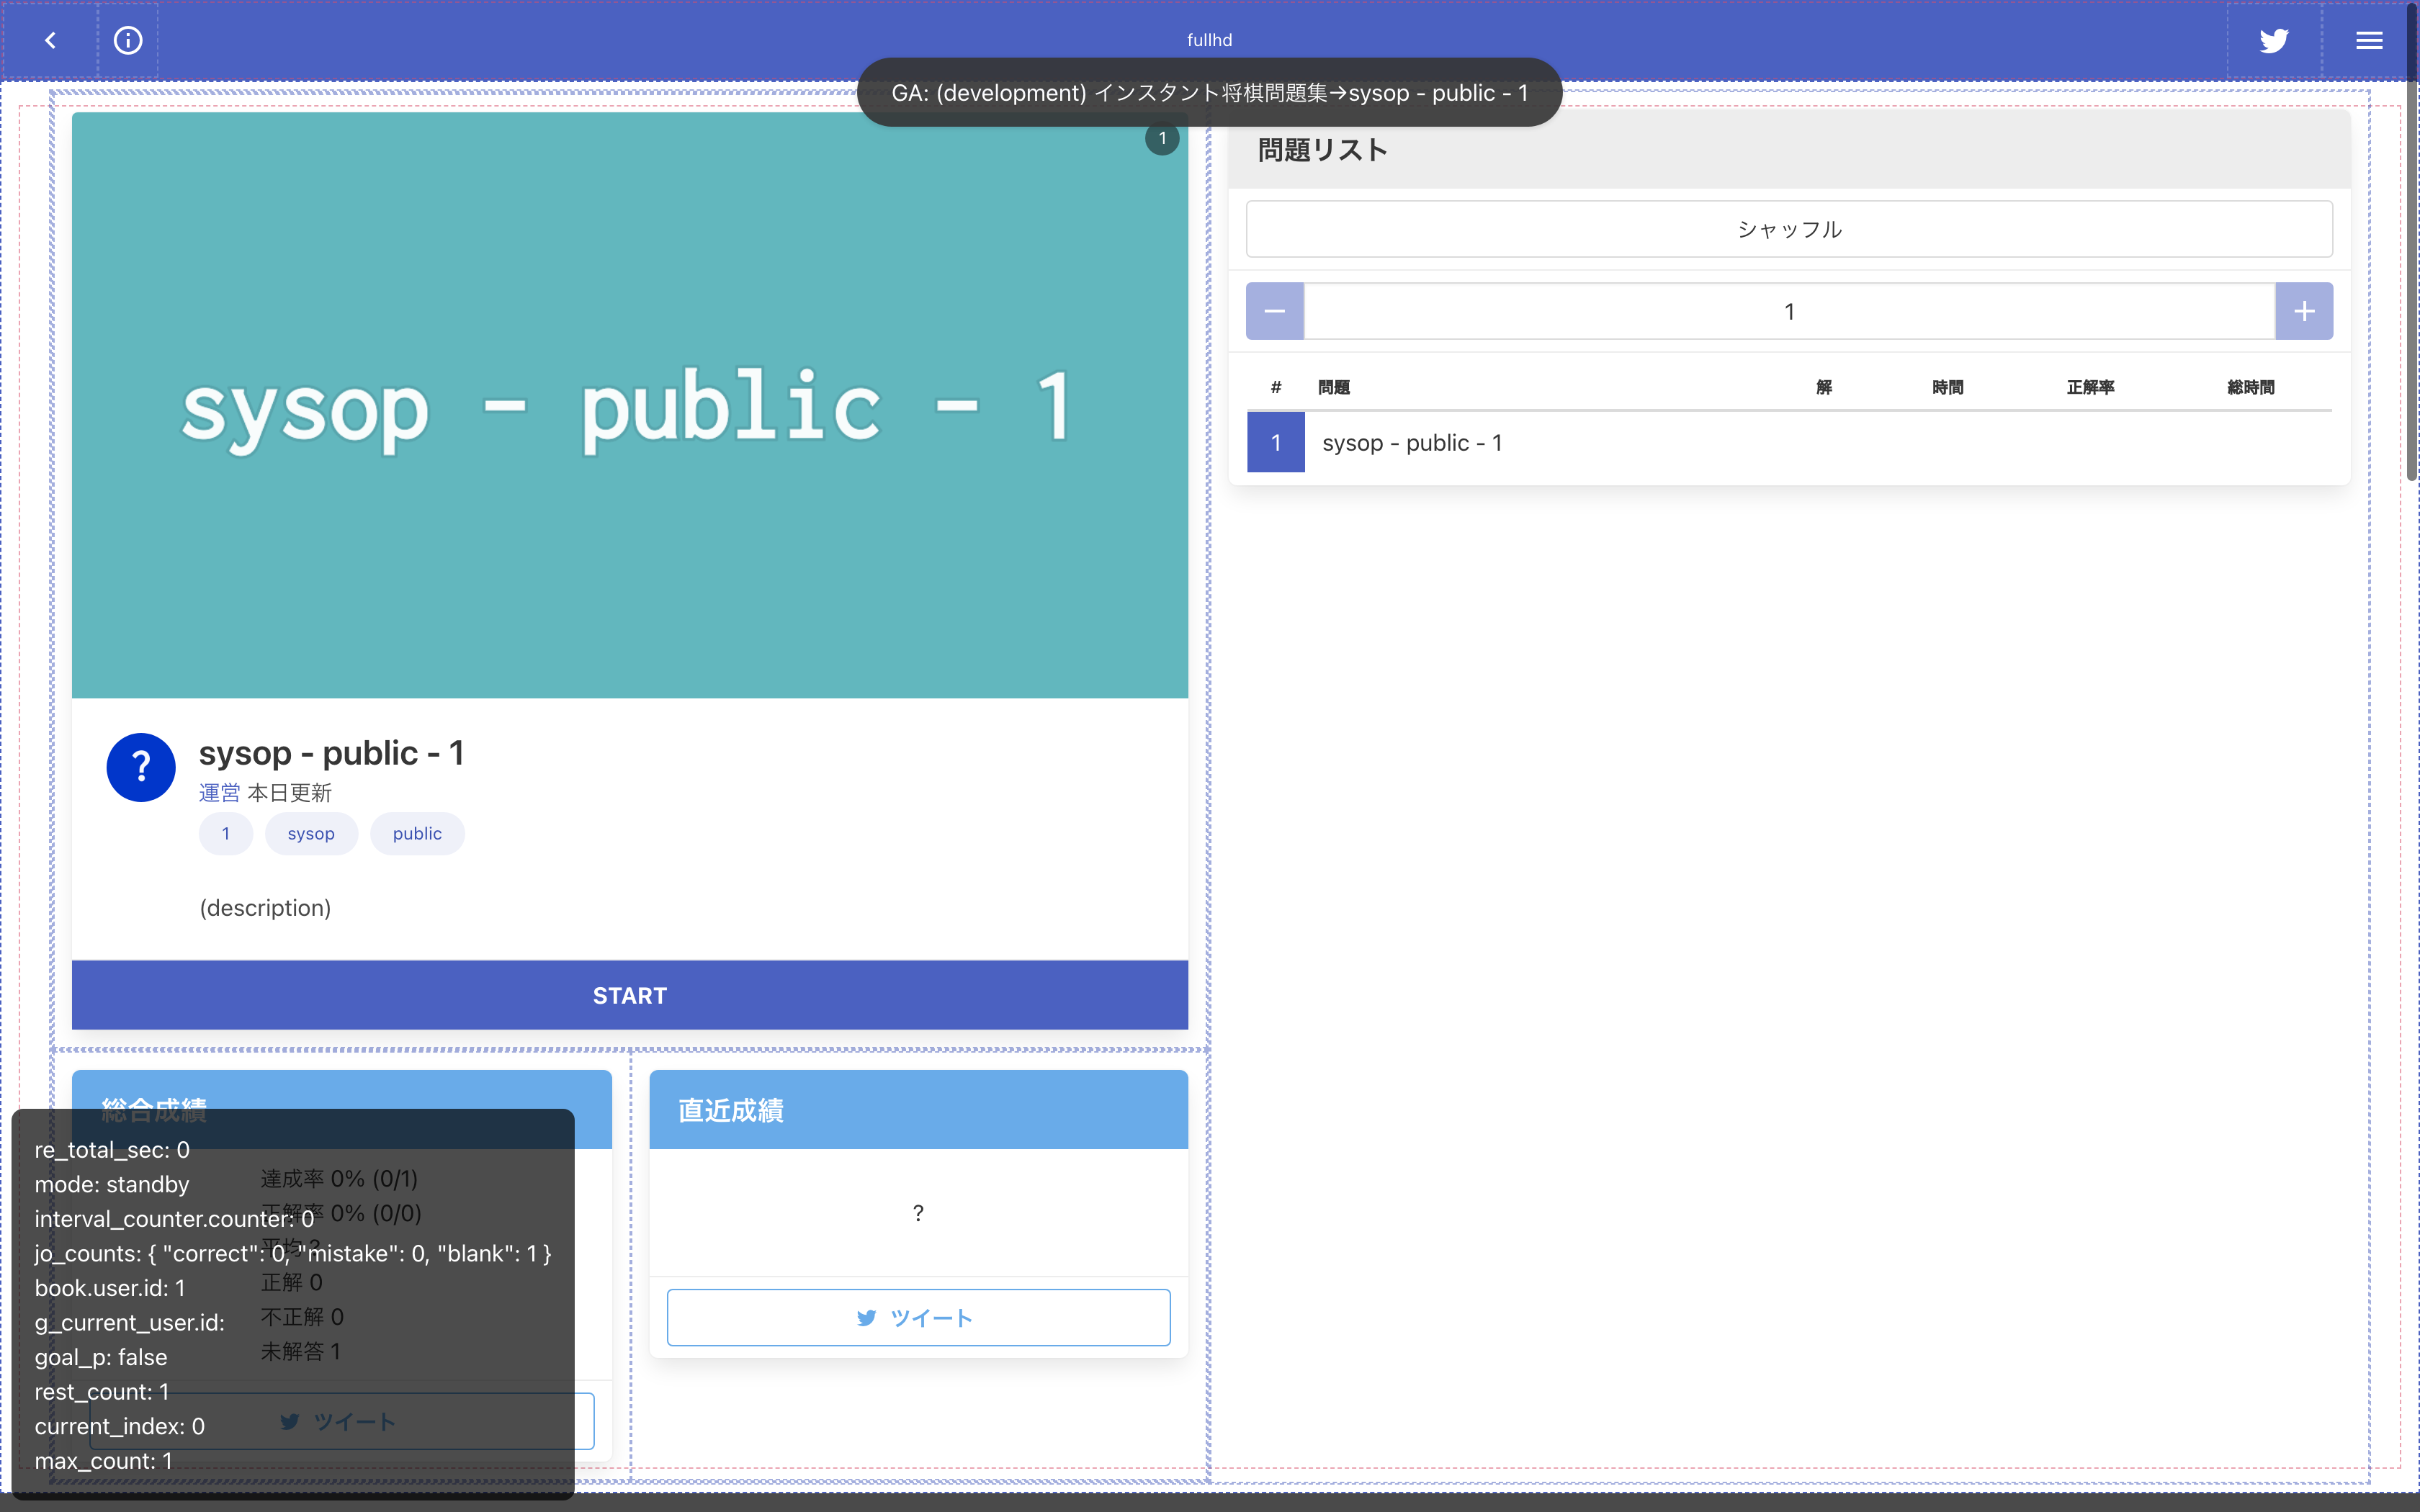 fullhd
GA: (development) インスタント将棋問題集→sysop - public - 1
1
sysop - public - 1
?
sysop - public - 1
運営 本日更新
1 sysop public
(description)
START
総合成績
達成率 0% (0/1)
正解率 0% (0/0)
平均 ?
正解 0
不正解 0
未解答 1
ツイート
直近成績
?
ツイート
re_total_sec: 0
mode: standby
interval_counter.counter: 0
jo_counts: { "correct": 0, "mistake": 0, "blank": 1 }
book.user.id: 1
g_current_user.id:
goal_p: false
rest_count: 1
current_index: 0
max_count: 1
問題リスト
シャッフル
1
# 問題 解 時間 正解率 総時間
1 sysop - public - 1